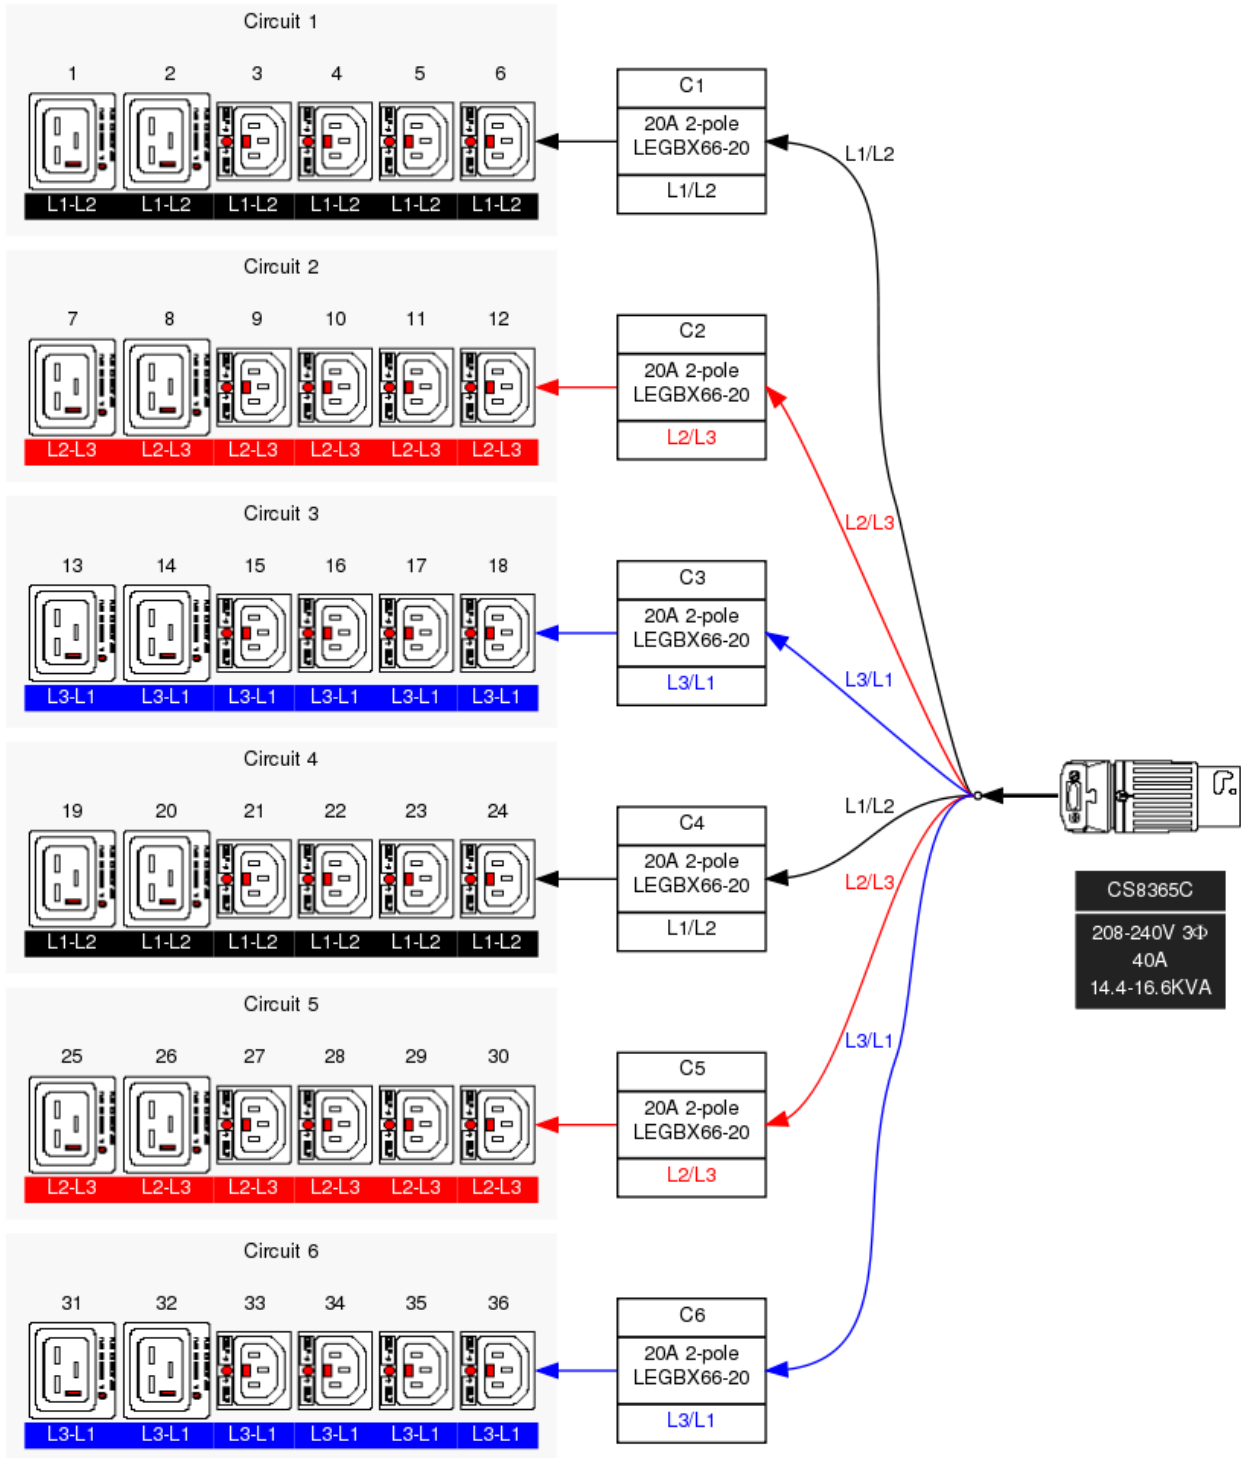 Circuit 1
1 2 3 4 5 6
L1-L2 L1-L2 L1-L2 L1-L2 L1-L2 L1-L2
C1
20A 2-pole
LEGBX66-20
L1/L2
L1/L2
Circuit 2
7 8 9 10 11 12
L2-L3 L2-L3 L2-L3 L2-L3 L2-L3 L2-L3
C2
20A 2-pole
LEGBX66-20
L2/L3
L2/L3
Circuit 3
13 14 15 16 17 18
L3-L1 L3-L1 L3-L1 L3-L1 L3-L1 L3-L1
C3
20A 2-pole
LEGBX66-20
L3/L1
L3/L1
Circuit 4
19 20 21 22 23 24
L1-L2 L1-L2 L1-L2 L1-L2 L1-L2 L1-L2
C4
20A 2-pole
LEGBX66-20
L1/L2
L1/L2
Circuit 5
25 26 27 28 29 30
L2-L3 L2-L3 L2-L3 L2-L3 L2-L3 L2-L3
C5
20A 2-pole
LEGBX66-20
L2/L3
L2/L3
Circuit 6
31 32 33 34 35 36
L3-L1 L3-L1 L3-L1 L3-L1 L3-L1 L3-L1
C6
20A 2-pole
LEGBX66-20
L3/L1
L3/L1
CS8365C
208-240V 3Φ
40A
14.4-16.6KVA